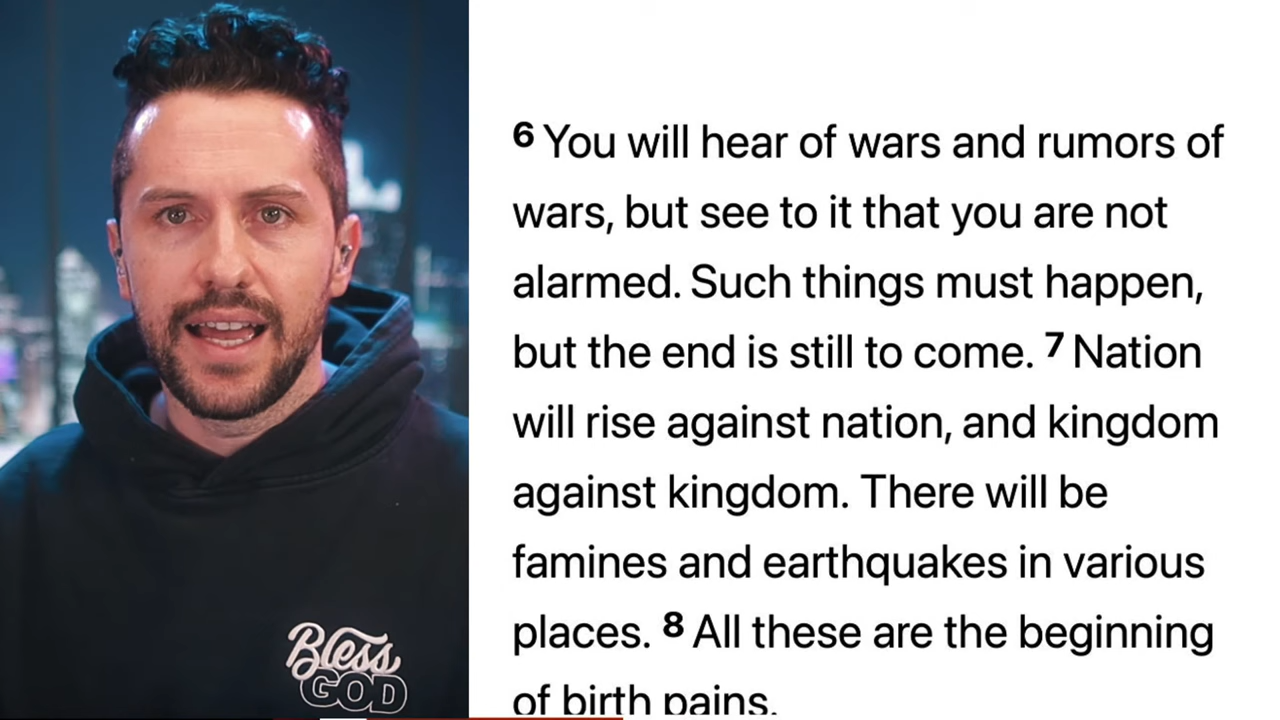 Bless
GOD
6 You will hear of wars and rumors of
wars, but see to it that you are not
alarmed. Such things must happen,
but the end is still to come. 7 Nation
will rise against nation, and kingdom
against kingdom. There will be
famines and earthquakes in various
places. 8 All these are the beginning
of birth pains.